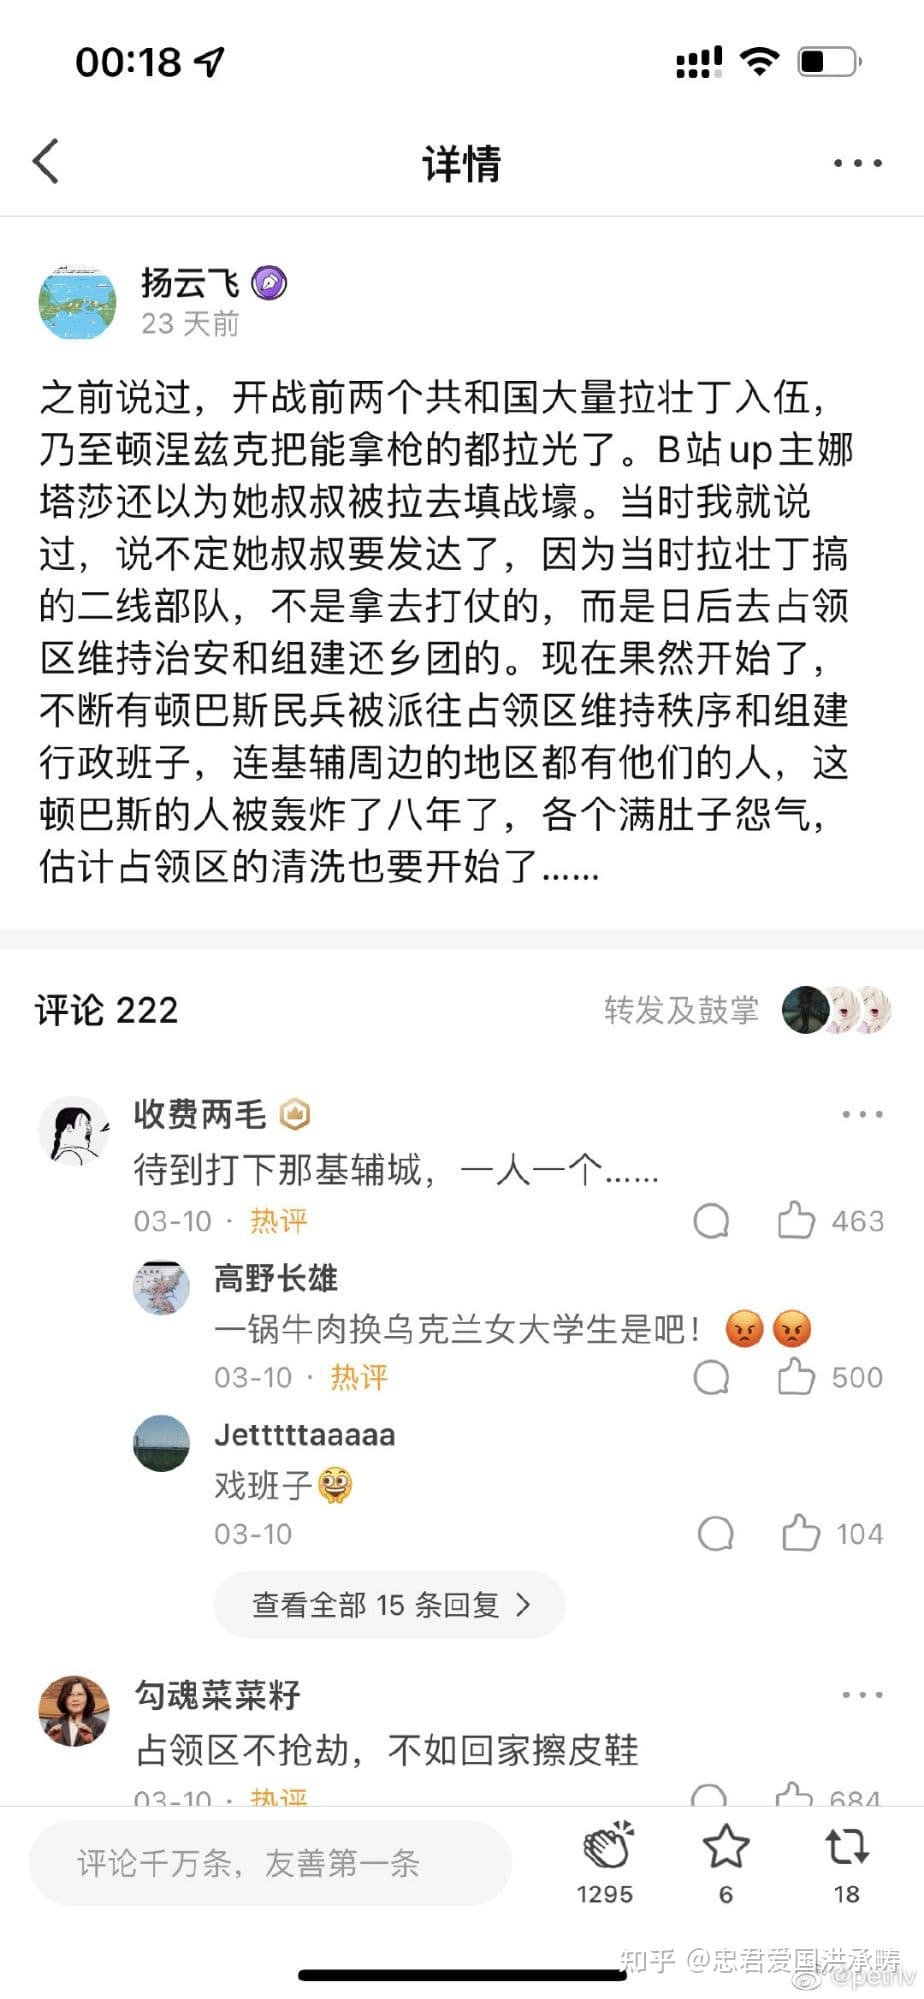 00:18
详情
扬云飞
23 天前
之前说过，开战前两个共和国大量拉壮丁入伍，
乃至顿涅兹克把能拿枪的都拉光了。B站up主娜
塔莎还以为她叔叔被拉去填战壕。当时我就说
过，说不定她叔叔要发达了，因为当时拉壮丁搞
的二线部队，不是拿去打仗的，而是日后去占领
区维持治安和组建还乡团的。现在果然开始了，
不断有顿巴斯民兵被派往占领区维持秩序和组建
行政班子，连基辅周边的地区都有他们的人，这
顿巴斯的人被轰炸了八年了，各个满肚子怨气，
估计占领区的清洗也要开始了……
评论 222
转发及鼓掌
收费两毛
待到打下那基辅城，一人一个……
03-10 · 热评
463
高野长雄
一锅牛肉换乌克兰女大学生是吧！😡😡
03-10 · 热评
500
Jetttttaaaaa
戏班子
03-10
104
查看全部 15 条回复 >
勾魂菜菜籽
占领区不抢劫，不如回家擦皮鞋
03-10 · 热评
684
评论千万条，友善第一条
1295
6
18
知乎 @忠君爱国洪承畴